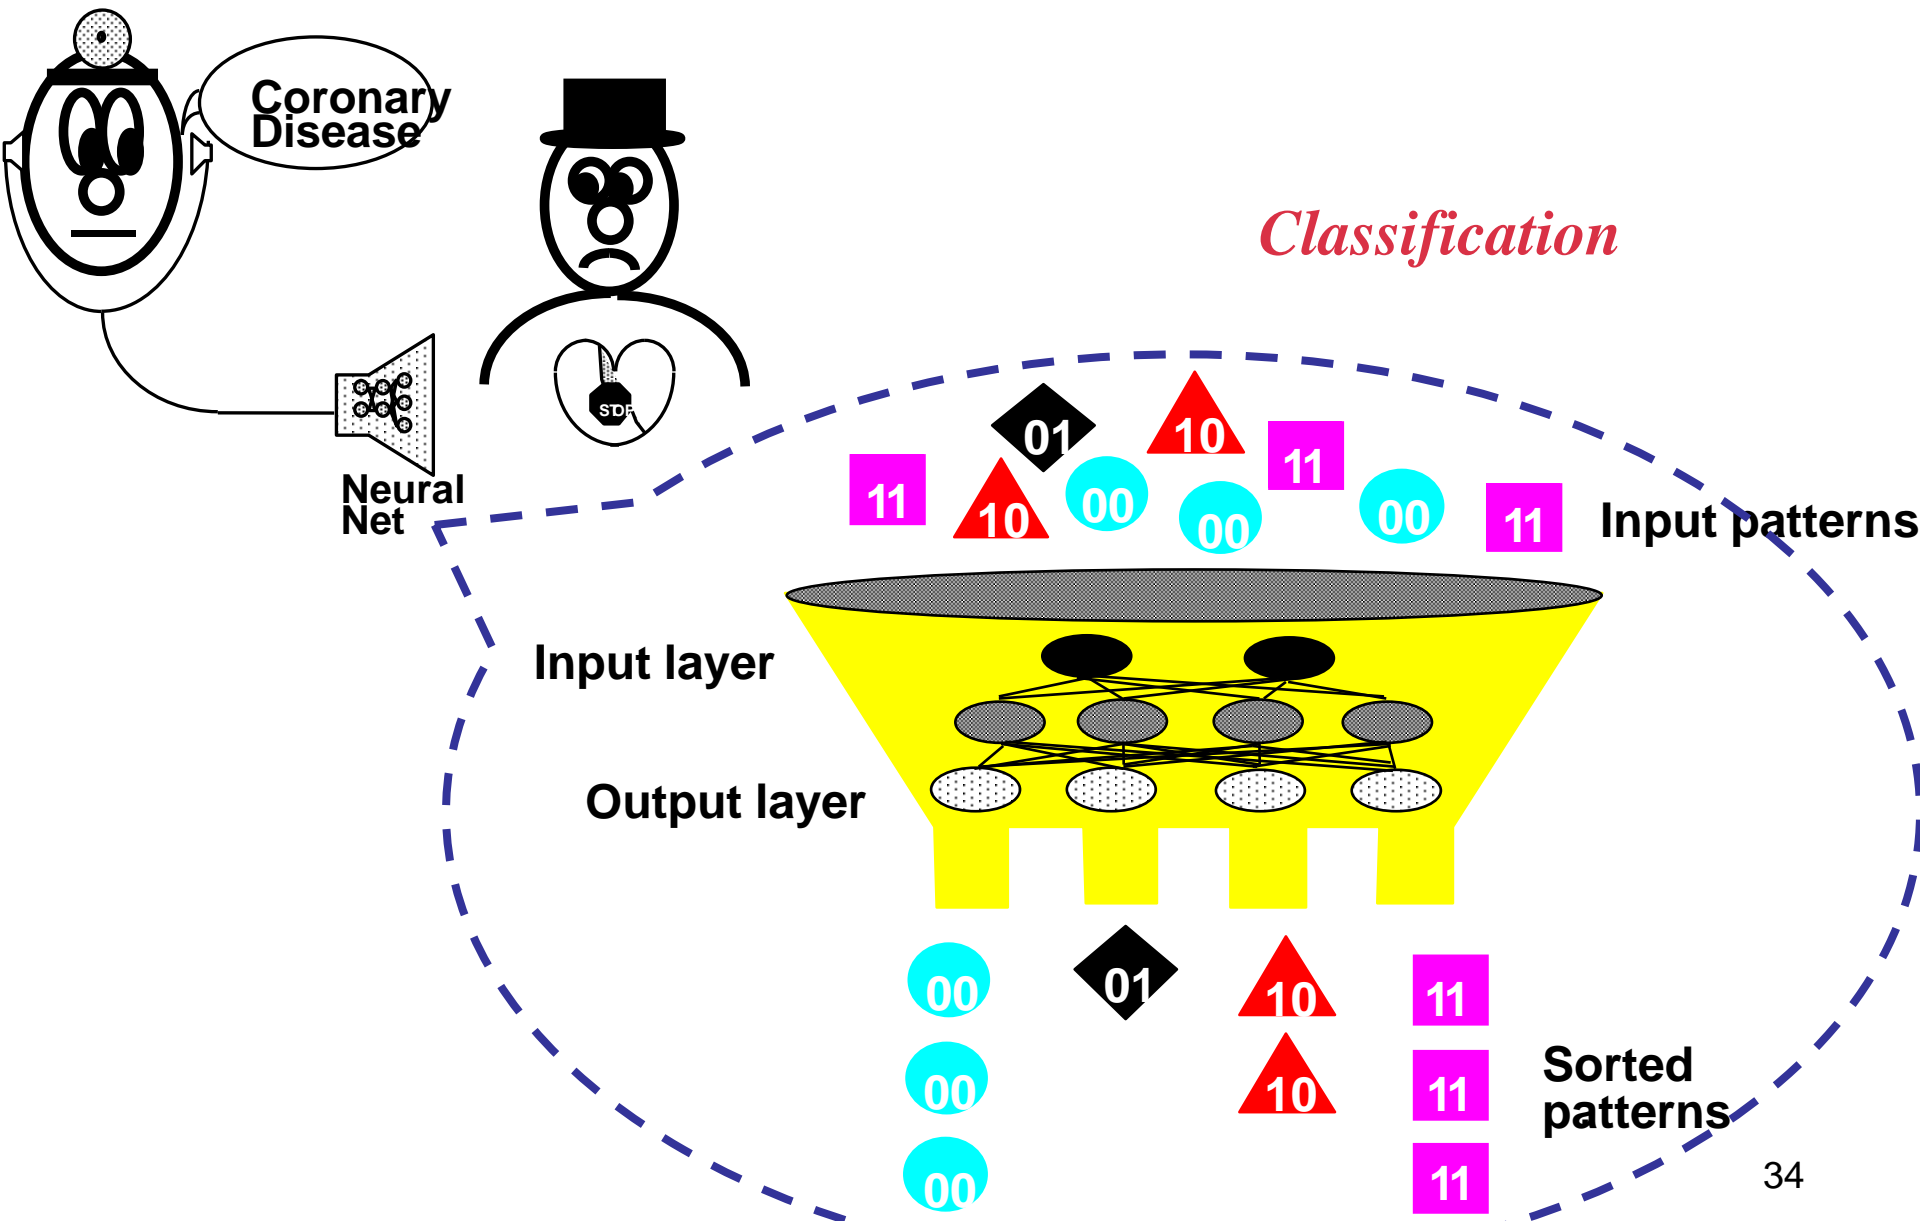 Coronary
Disease
Classification
STOP
Neural
Net
01
10
11
11
10
00
00
00
11
Input patterns
Input layer
Output layer
00
01
10
11
00
10
11
Sorted
patterns
00
11
34